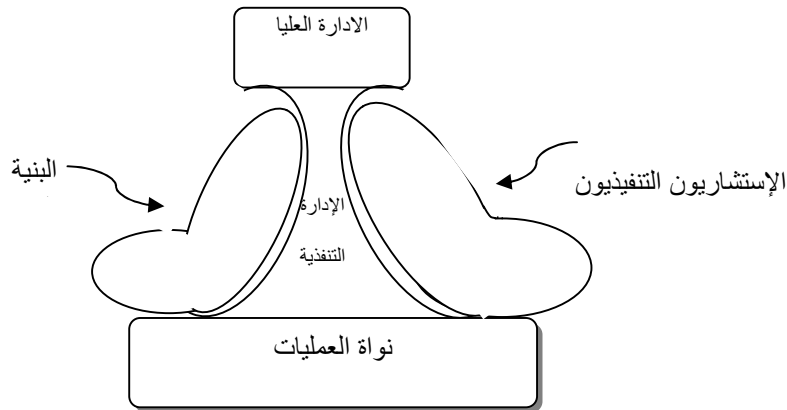 الادارة العليا
البنية
الإستشاريون التنفيذيون
الإدارة
التنفذية
نواة العمليات